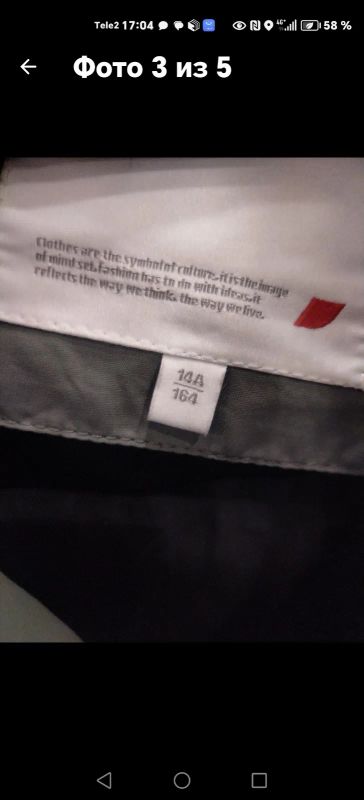 Tele2 17:04 4G 58 %
Фото 3 из 5
Clothes are the symbol of culture, it is the image
of mind set. fashion has to do with ideas, it
reflects the way we think, the way we live.
14A
164